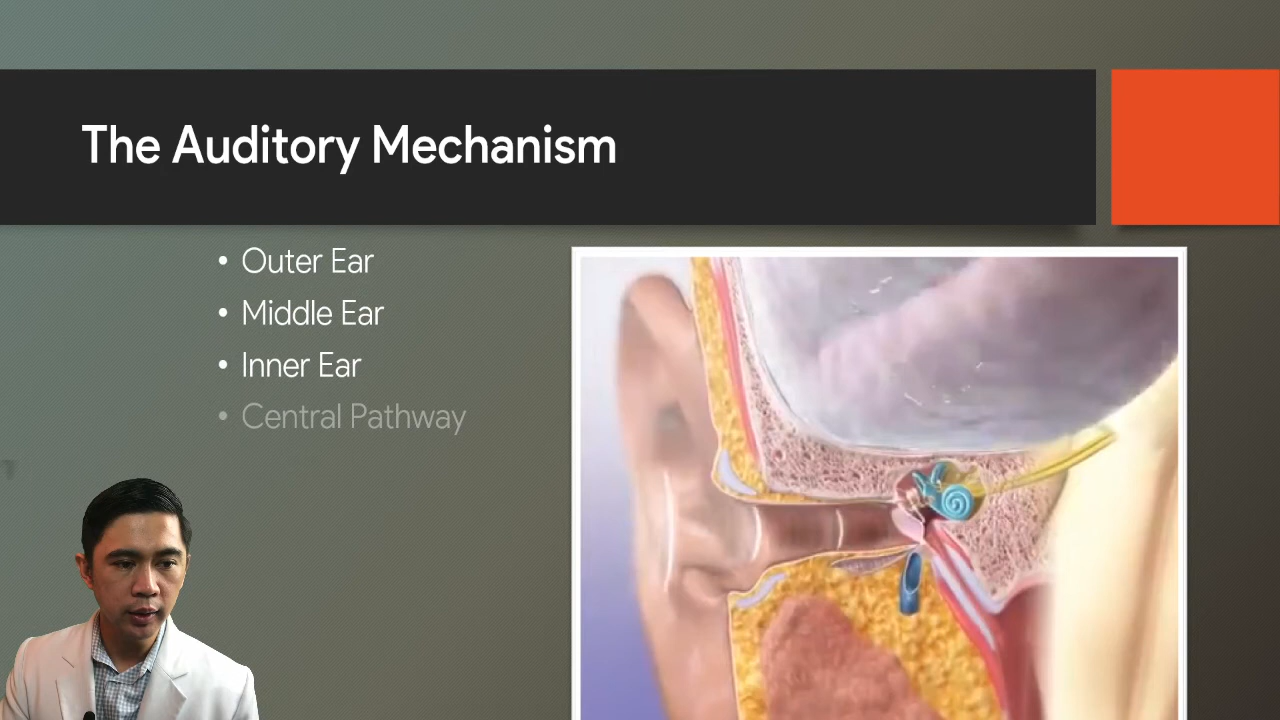 The Auditory Mechanism
• Outer Ear
• Middle Ear
• Inner Ear
• Central Pathway